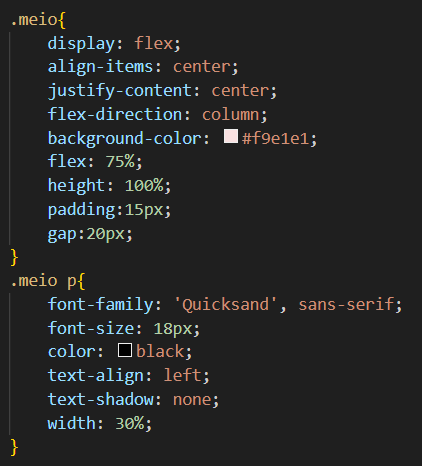 .meio{
    display: flex;
    align-items: center;
    justify-content: center;
    flex-direction: column;
    background-color: #f9e1e1;
    flex: 75%;
    height: 100%;
    padding:15px;
    gap:20px;
}
.meio p{
    font-family: 'Quicksand', sans-serif;
    font-size: 18px;
    color: black;
    text-align: left;
    text-shadow: none;
    width: 30%;
}